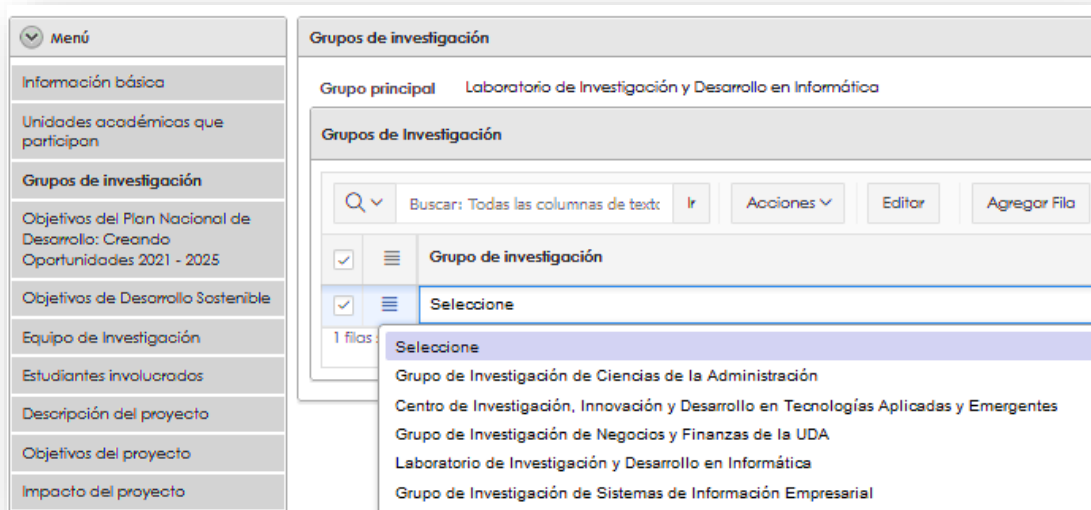 Menú
Información básica
Unidades académicas que
participan
Grupos de investigación
Objetivos del Plan Nacional de
Desarrollo: Creando
Oportunidades 2021 - 2025
Objetivos de Desarrollo Sostenible
Equipo de Investigación
Estudiantes involucrados
Descripción del proyecto
Objetivos del proyecto
Impacto del proyecto
Grupos de investigación
Grupo principal Laboratorio de Investigación y Desarrollo en Informática
Grupos de Investigación
Buscar: Todas las columnas de texto Ir Acciones Editar Agregar Fila
Grupo de investigación
Seleccione
1 filas
Seleccione
Grupo de Investigación de Ciencias de la Administración
Centro de Investigación, Innovación y Desarrollo en Tecnologías Aplicadas y Emergentes
Grupo de Investigación de Negocios y Finanzas de la UDA
Laboratorio de Investigación y Desarrollo en Informática
Grupo de Investigación de Sistemas de Información Empresarial